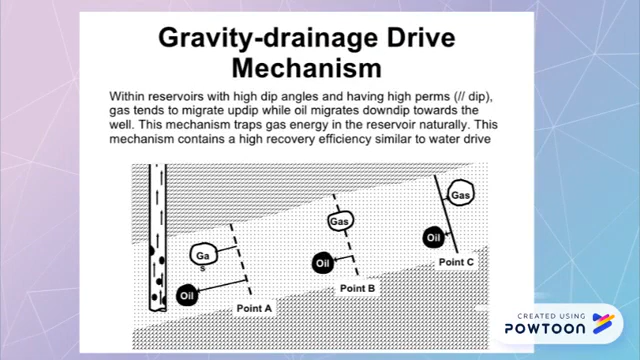 Gravity-drainage Drive
Mechanism
Within reservoirs with high dip angles and having high perms (// dip),
gas tends to migrate updip while oil migrates downdip towards the
well. This mechanism traps gas energy in the reservoir naturally. This
mechanism contains a high recovery efficiency similar to water drive
Gas
Gas
Ga
s
Oil
Oil
Oil
Point C
Point B
Point A
CREATED USING
POWTOON